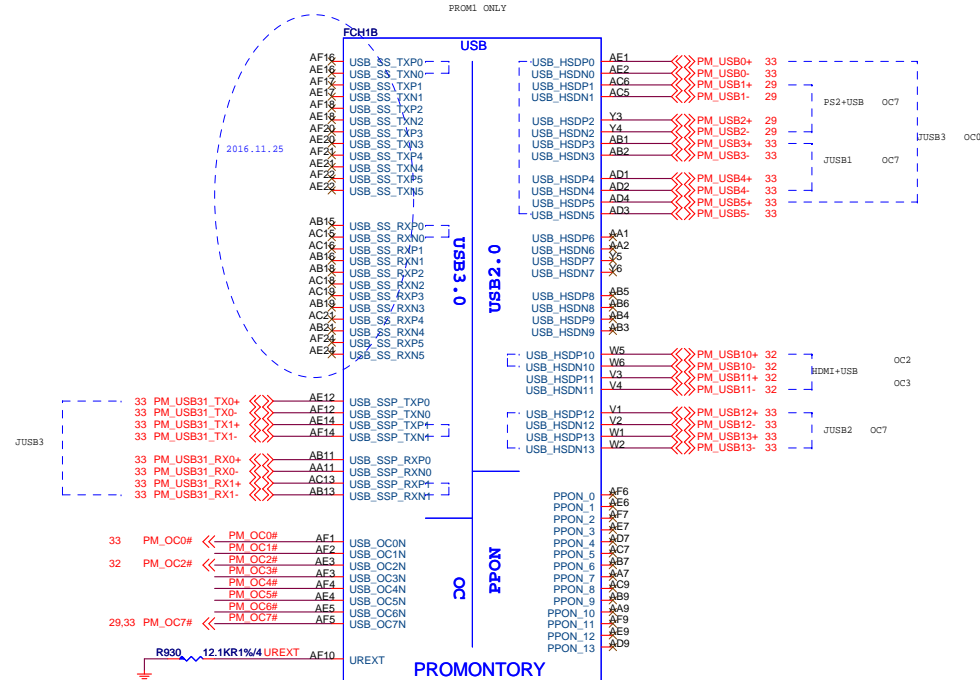 PROM1 ONLY
FCH1B
USB
AF16 USB_SS_TXP0
AE16 USB_SS_TXN0
AF17 USB_SS_TXP1
AE17 USB_SS_TXN1
AF18 USB_SS_TXP2
AE18 USB_SS_TXN2
AF20 USB_SS_TXP3
AE20 USB_SS_TXN3
AF21 USB_SS_TXP4
AE21 USB_SS_TXN4
AF22 USB_SS_TXP5
AE22 USB_SS_TXN5
2016.11.25
AB15 USB_SS_RXP0
AC15 USB_SS_RXN0
AC16 USB_SS_RXP1
AB16 USB_SS_RXN1
AB18 USB_SS_RXP2
AC18 USB_SS_RXN2
AC19 USB_SS_RXP3
AB19 USB_SS_RXN3
AC21 USB_SS_RXP4
AB21 USB_SS_RXN4
AF24 USB_SS_RXP5
AE24 USB_SS_RXN5
USB3.0
JUSB3
33 PM_USB31_TX0+ AE12 USB_SSP_TXP0
33 PM_USB31_TX0- AF12 USB_SSP_TXN0
33 PM_USB31_TX1+ AE14 USB_SSP_TXP1
33 PM_USB31_TX1- AF14 USB_SSP_TXN1
33 PM_USB31_RX0+ AB11 USB_SSP_RXP0
33 PM_USB31_RX0- AA11 USB_SSP_RXN0
33 PM_USB31_RX1+ AC13 USB_SSP_RXP1
33 PM_USB31_RX1- AB13 USB_SSP_RXN1
33 PM_OC0# PM_OC0# AF1 USB_OC0N
PM_OC1# AF2 USB_OC1N
32 PM_OC2# PM_OC2# AE3 USB_OC2N
PM_OC3# AF3 USB_OC3N
PM_OC4# AF4 USB_OC4N
PM_OC5# AE4 USB_OC5N
PM_OC6# AE5 USB_OC6N
29,33 PM_OC7# PM_OC7# AF5 USB_OC7N
OC
R930 12.1KR1%/4 UREXT AF10 UREXT
USB2.0
USB_HSDP0 AE1 PM_USB0+ 33
USB_HSDN0 AE2 PM_USB0- 33
USB_HSDP1 AC6 PM_USB1+ 29
USB_HSDN1 AC5 PM_USB1- 29
USB_HSDP2 Y3 PM_USB2+ 29
USB_HSDN2 Y4 PM_USB2- 29
USB_HSDP3 AB1 PM_USB3+ 33
USB_HSDN3 AB2 PM_USB3- 33
USB_HSDP4 AD1 PM_USB4+ 33
USB_HSDN4 AD2 PM_USB4- 33
USB_HSDP5 AD4 PM_USB5+ 33
USB_HSDN5 AD3 PM_USB5- 33
PS2+USB OC7
JUSB3 OC0
JUSB1 OC7
USB_HSDP6 AA1
USB_HSDN6 AA2
USB_HSDP7 Y5
USB_HSDN7 Y6
USB_HSDP8 AB5
USB_HSDN8 AB6
USB_HSDP9 AB4
USB_HSDN9 AB3
USB_HSDP10 W5 PM_USB10+ 32
USB_HSDN10 W6 PM_USB10- 32
USB_HSDP11 V3 PM_USB11+ 32
USB_HSDN11 V4 PM_USB11- 32
OC2
HDMI+USB
OC3
USB_HSDP12 V1 PM_USB12+ 33
USB_HSDN12 V2 PM_USB12- 33
USB_HSDP13 W1 PM_USB13+ 33
USB_HSDN13 W2 PM_USB13- 33
JUSB2 OC7
PPON_0 AF6
PPON_1 AE6
PPON_2 AF7
PPON_3 AE7
PPON_4 AD7
PPON_5 AC7
PPON_6 AB7
PPON_7 AA7
PPON_8 AC9
PPON_9 AB9
PPON_10 AA9
PPON_11 AF9
PPON_12 AE9
PPON_13 AD9
PPON
PROMONTORY